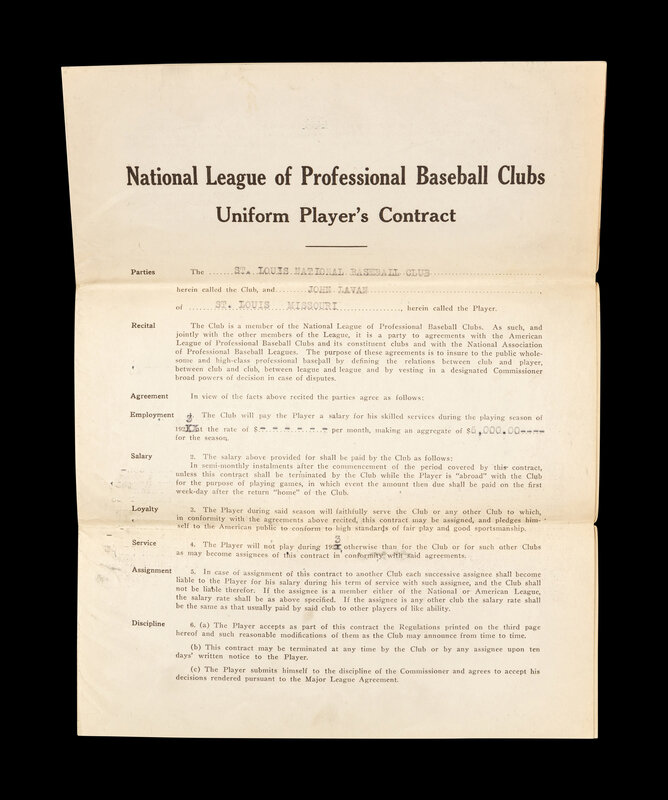 National League of Professional Baseball Clubs
Uniform Player's Contract
Parties The ST. LOUIS NATIONAL BASEBALL CLUB
herein called the Club, and JOHN LAVAN
of ST. LOUIS MISSOURI, herein called the Player.
Recital The Club is a member of the National League of Professional Baseball Clubs. As such, and
jointly with the other members of the League, it is a party to agreements with the American
League of Professional Baseball Clubs and its constituent clubs and with the National Association
of Professional Baseball Leagues. The purpose of these agreements is to insure to the public whole-
some and high-class professional baseball by defining the relations between club and player,
between club and club, between league and league and by vesting in a designated Commissioner
broad powers of decision in case of disputes.
Agreement In view of the facts above recited the parties agree as follows:
Employment 1. The Club will pay the Player a salary for his skilled services during the playing season of
192 at the rate of $- - - - - - per month, making an aggregate of $6,000.00----
for the season.
Salary 2. The salary above provided for shall be paid by the Club as follows:
In semi-monthly instalments after the commencement of the period covered by this contract,
unless this contract shall be terminated by the Club while the Player is "abroad" with the Club
for the purpose of playing games, in which event the amount then due shall be paid on the first
week-day after the return "home" of the Club.
Loyalty 3. The Player during said season will faithfully serve the Club or any other Club to which,
in conformity with the agreements above recited, this contract may be assigned, and pledges him-
self to the American public to conform to high standards of fair play and good sportsmanship.
Service 4. The Player will not play during 192 otherwise than for the Club or for such other Clubs
as may become assignees of this contract in conformity with said agreements.
Assignment 5. In case of assignment of this contract to another Club each successive assignee shall become
liable to the Player for his salary during his term of service with such assignee, and the Club shall
not be liable therefor. If the assignee is a member either of the National or American League,
the salary rate shall be as above specified. If the assignee is any other club the salary rate shall
be the same as that usually paid by said club to other players of like ability.
Discipline 6. (a) The Player accepts as part of this contract the Regulations printed on the third page
hereof and such reasonable modifications of them as the Club may announce from time to time.
(b) This contract may be terminated at any time by the Club or by any assignee upon ten
days' written notice to the Player.
(c) The Player submits himself to the discipline of the Commissioner and agrees to accept his
decisions rendered pursuant to the Major League Agreement.